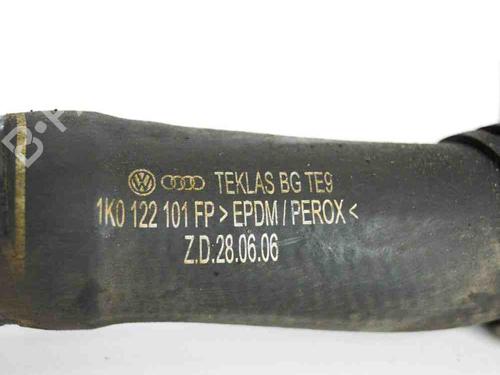 TEKLAS BG TE9
1K0 122 101 FP > EPDM / PEROX <
Z.D.28.06.06